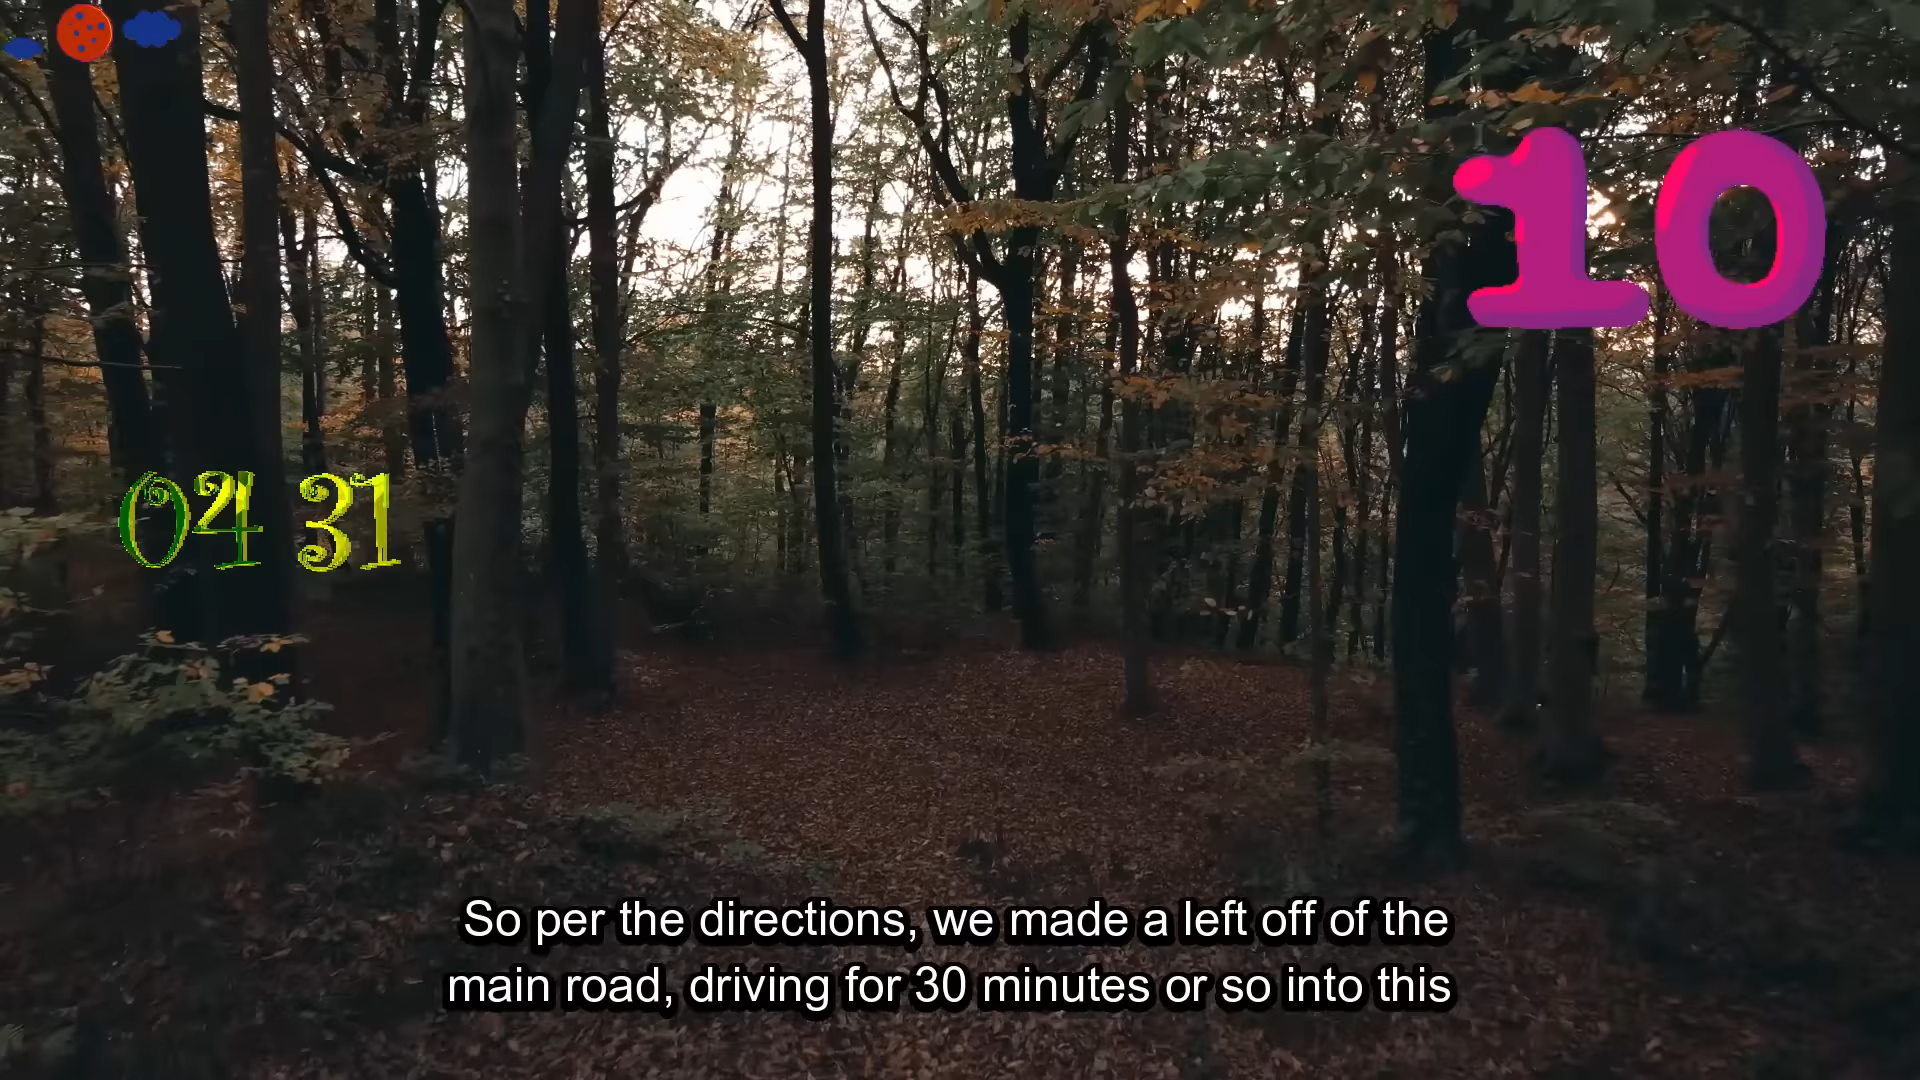 10
04 31
So per the directions, we made a left off of the
main road, driving for 30 minutes or so into this